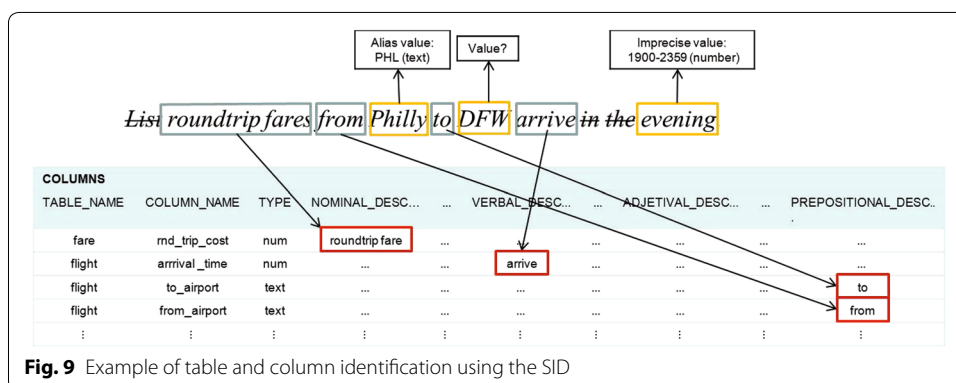 Alias value:
PHL (text)
Value?
Imprecise value:
1900-2359 (number)
List roundtrip fares from Philly to DFW arrive in the evening
COLUMNS
TABLE_NAME COLUMN_NAME TYPE NOMINAL_DESC... ... VERBAL_DESC... ... ADJETIVAL_DESC... ... PREPOSITIONAL_DESC..
.
fare rnd_trip_cost num roundtrip fare ... ... ... ... ... ...
flight arrrival_time num ... ... arrive ... ... ... ...
flight to_airport text ... ... ... ... ... ... to
flight from_airport text ... ... ... ... ... ... from
⋮ ⋮ ⋮ ⋮ ⋮ ⋮ ⋮ ⋮ ⋮ ⋮
Fig. 9 Example of table and column identification using the SID